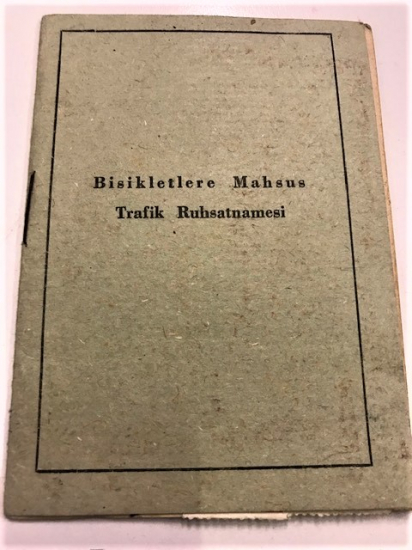 Bisikletlere Mahsus
Trafik Ruhsatnamesi